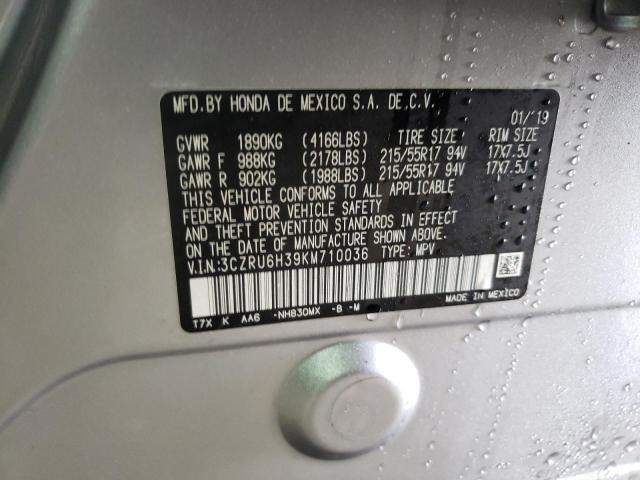 MFD.BY HONDA DE MEXICO S.A. DE.C.V. 01/'19
GVWR 1890KG (4166LBS) TIRE SIZE RIM SIZE
GAWR F 988KG (2178LBS) 215/55R17 94V 17X7.5J
GAWR R 902KG (1988LBS) 215/55R17 94V 17X7.5J
THIS VEHICLE CONFORMS TO ALL APPLICABLE
FEDERAL MOTOR VEHICLE SAFETY
AND THEFT PREVENTION STANDARDS IN EFFECT
ON THE DATE OF MANUFACTURE SHOWN ABOVE.
V.I.N:3CZRU6H39KM710036 TYPE: MPV
MADE IN MEXICO
T7X K AA6 -NH830MX -B -M